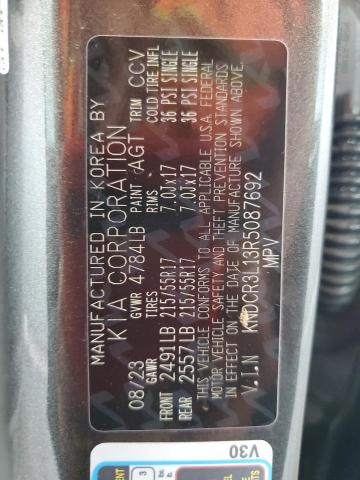 MANUFACTURED IN KOREA BY
KIA CORPORATION
08/23 GVWR 4784LB PAINT AGT TRIM CCV
GAWR TIRES RIMS COLD TIRE INFL
FRONT 2491LB 215/55R17 7.0Jx17 36 PSI SINGLE
REAR 2557LB 215/55R17 7.0Jx17 36 PSI SINGLE
THIS VEHICLE CONFORMS TO ALL APPLICABLE U.S.A FEDERAL
MOTOR VEHICLE SAFETY AND THEFT PREVENTION STANDARDS
IN EFFECT ON THE DATE OF MANUFACTURE SHOWN ABOVE.
V.I.N KNDCR3L13R5087692
MPV
V30
3